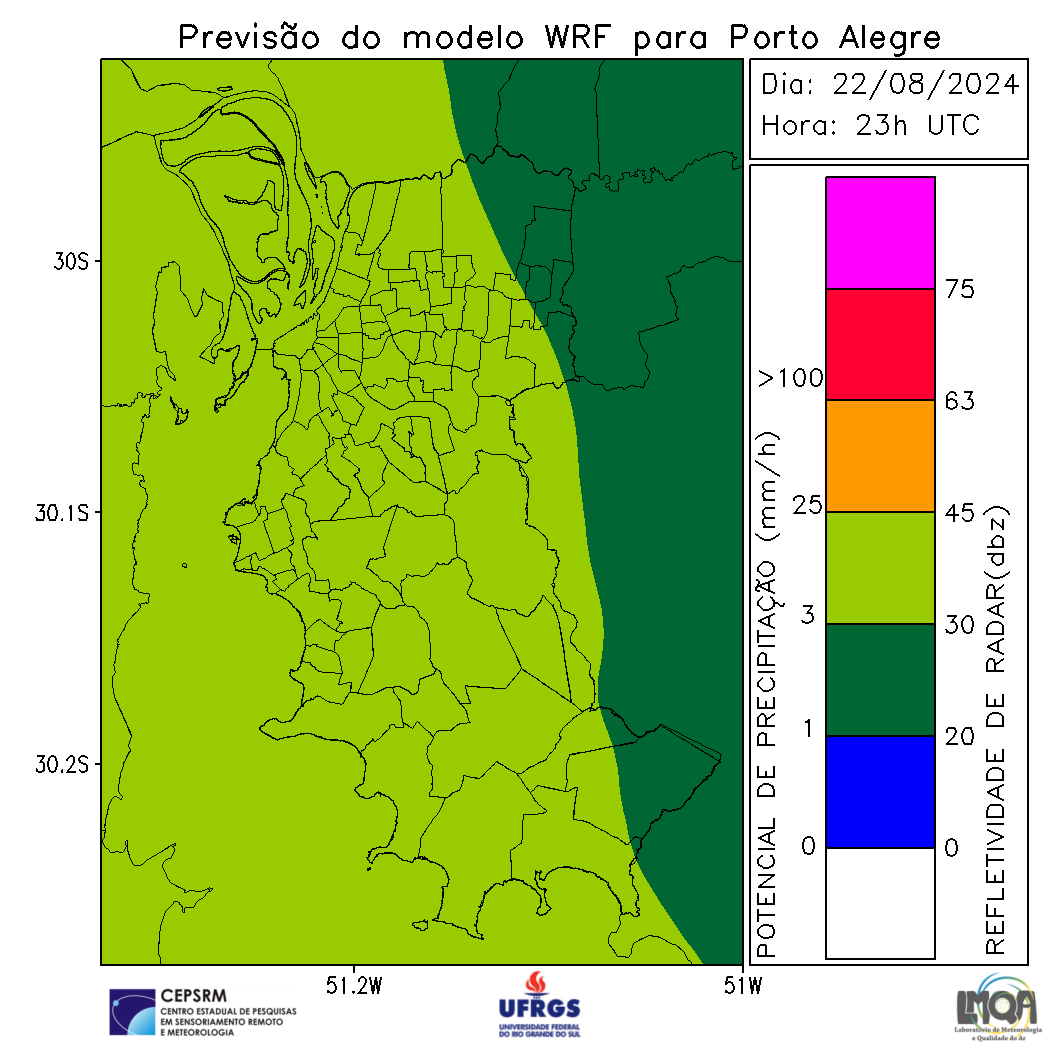 Previsão do modelo WRF para Porto Alegre
Dia: 22/08/2024
Hora: 23h UTC
30S
30.1S
30.2S
51.2W
51W
POTENCIAL DE PRECIPITAÇÃO (mm/h)
>100
25
3
1
0
75
63
45
30
20
0
REFLETIVIDADE DE RADAR(dbz)
CEPSRM
CENTRO ESTADUAL DE PESQUISAS
EM SENSORIAMENTO REMOTO
E METEOROLOGIA
UFRGS
UNIVERSIDADE FEDERAL
DO RIO GRANDE DO SUL
LMQA
Laboratório de Meteorologia
e Qualidade do Ar